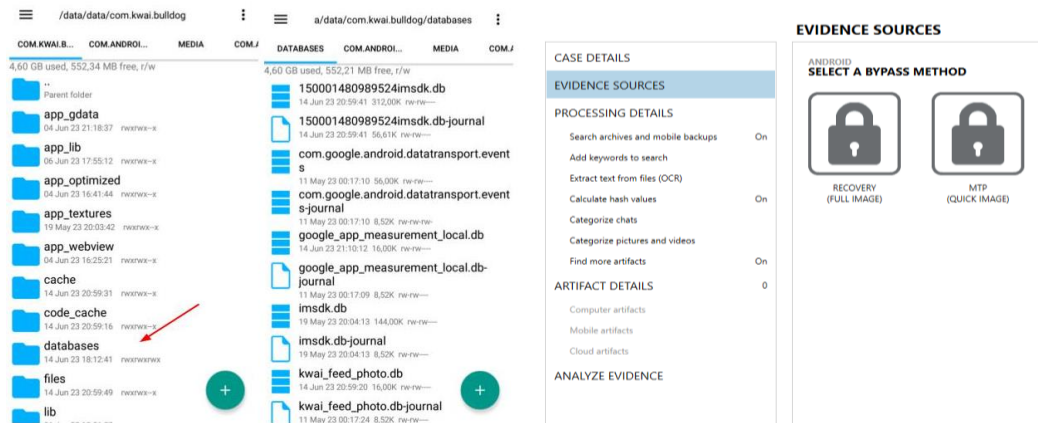 /data/data/com.kwai.bulldog
COM.KWAI.B... COM.ANDROI... MEDIA COM.A
4,60 GB used, 552,34 MB free, r/w
..
Parent folder
app_gdata
04 Jun 23 21:18:37 rwxrwx--x
app_lib
06 Jun 23 17:55:12 rwxrwx--x
app_optimized
04 Jun 23 16:41:44 rwxrwx--x
app_textures
19 May 23 20:03:42 rwxrwx--x
app_webview
04 Jun 23 16:25:21 rwxrwx--x
cache
14 Jun 23 20:59:31 rwxrwx--x
code_cache
14 Jun 23 20:59:16 rwxrwx--x
databases
14 Jun 23 18:12:41 rwxrwxrwx
files
14 Jun 23 20:59:49 rwxrwx--x
lib
a/data/com.kwai.bulldog/databases
DATABASES COM.ANDROI... MEDIA COM.A
4,60 GB used, 552,21 MB free, r/w
150001480989524imsdk.db
14 Jun 23 20:59:41 312,00K rw-rw----
150001480989524imsdk.db-journal
14 Jun 23 20:59:41 56,61K rw-rw----
com.google.android.datatransport.event
s
11 May 23 00:17:10 56,00K rw-rw----
com.google.android.datatransport.event
s-journal
11 May 23 00:17:10 8,52K rw-rw-rw-
google_app_measurement_local.db
14 Jun 23 21:10:12 16,00K rw-rw----
google_app_measurement_local.db-
journal
11 May 23 00:17:09 8,52K rw-rw----
imsdk.db
19 May 23 20:04:13 144,00K rw-rw----
imsdk.db-journal
19 May 23 20:04:13 8,52K rw-rw----
kwai_feed_photo.db
14 Jun 23 20:59:20 16,00K rw-rw----
kwai_feed_photo.db-journal
11 May 23 00:17:24 8,52K rw-rw----
CASE DETAILS
EVIDENCE SOURCES
PROCESSING DETAILS
Search archives and mobile backups On
Add keywords to search
Extract text from files (OCR)
Calculate hash values On
Categorize chats
Categorize pictures and videos
Find more artifacts On
ARTIFACT DETAILS 0
Computer artifacts
Mobile artifacts
Cloud artifacts
ANALYZE EVIDENCE
EVIDENCE SOURCES
ANDROID
SELECT A BYPASS METHOD
RECOVERY
(FULL IMAGE)
MTP
(QUICK IMAGE)